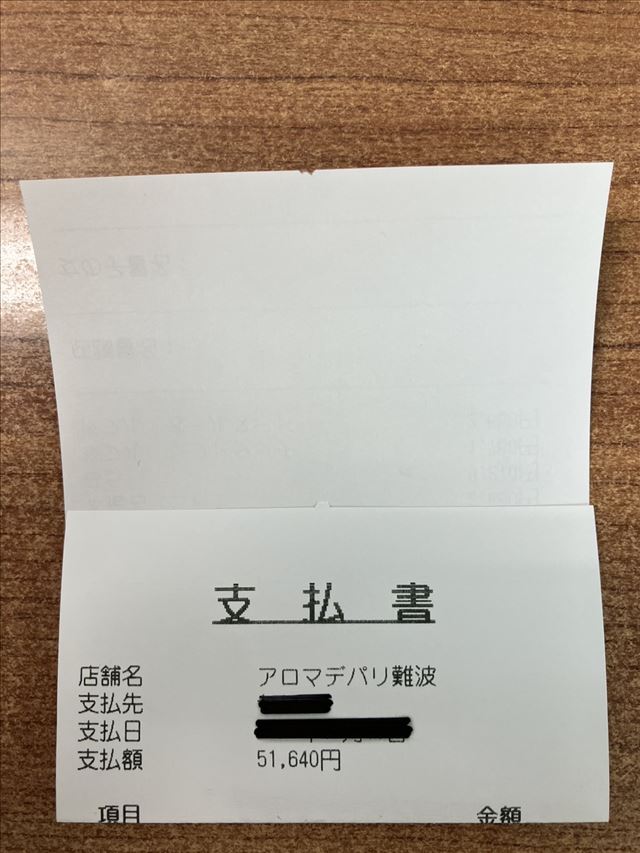 支払書
店舗名 アロマデパリ難波
支払先
支払日
支払額 51,640円
項目 金額